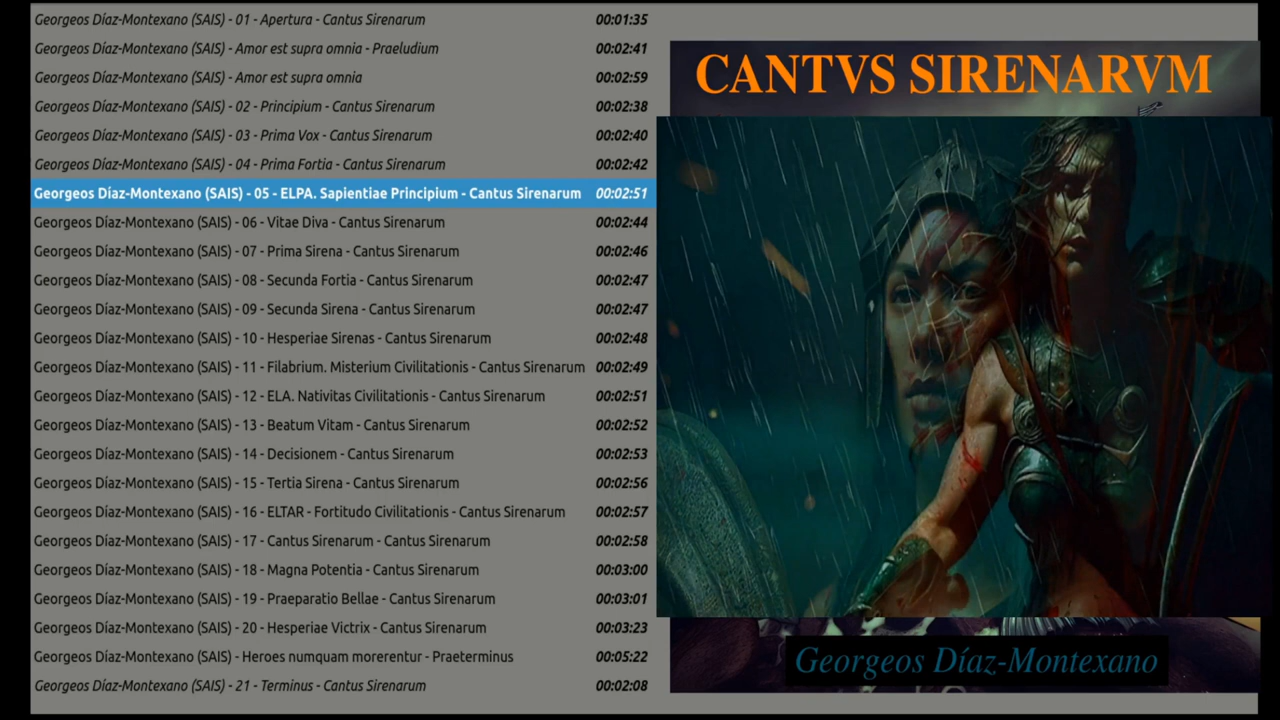 Georgeos Díaz-Montexano (SAIS) - 01 - Apertura - Cantus Sirenarum 00:01:35
Georgeos Díaz-Montexano (SAIS) - Amor est supra omnia - Praeludium 00:02:41
Georgeos Díaz-Montexano (SAIS) - Amor est supra omnia 00:02:59
Georgeos Díaz-Montexano (SAIS) - 02 - Principium - Cantus Sirenarum 00:02:38
Georgeos Díaz-Montexano (SAIS) - 03 - Prima Vox - Cantus Sirenarum 00:02:40
Georgeos Díaz-Montexano (SAIS) - 04 - Prima Fortia - Cantus Sirenarum 00:02:42
Georgeos Díaz-Montexano (SAIS) - 05 - ELPA. Sapientiae Principium - Cantus Sirenarum 00:02:51
Georgeos Díaz-Montexano (SAIS) - 06 - Vitae Diva - Cantus Sirenarum 00:02:44
Georgeos Díaz-Montexano (SAIS) - 07 - Prima Sirena - Cantus Sirenarum 00:02:46
Georgeos Díaz-Montexano (SAIS) - 08 - Secunda Fortia - Cantus Sirenarum 00:02:47
Georgeos Díaz-Montexano (SAIS) - 09 - Secunda Sirena - Cantus Sirenarum 00:02:47
Georgeos Díaz-Montexano (SAIS) - 10 - Hesperiae Sirenas - Cantus Sirenarum 00:02:48
Georgeos Díaz-Montexano (SAIS) - 11 - Filabrium. Misterium Civilitationis - Cantus Sirenarum 00:02:49
Georgeos Díaz-Montexano (SAIS) - 12 - ELA. Nativitas Civilitationis - Cantus Sirenarum 00:02:51
Georgeos Díaz-Montexano (SAIS) - 13 - Beatum Vitam - Cantus Sirenarum 00:02:52
Georgeos Díaz-Montexano (SAIS) - 14 - Decisionem - Cantus Sirenarum 00:02:53
Georgeos Díaz-Montexano (SAIS) - 15 - Tertia Sirena - Cantus Sirenarum 00:02:56
Georgeos Díaz-Montexano (SAIS) - 16 - ELTAR - Fortitudo Civilitationis - Cantus Sirenarum 00:02:57
Georgeos Díaz-Montexano (SAIS) - 17 - Cantus Sirenarum - Cantus Sirenarum 00:02:58
Georgeos Díaz-Montexano (SAIS) - 18 - Magna Potentia - Cantus Sirenarum 00:03:00
Georgeos Díaz-Montexano (SAIS) - 19 - Praeparatio Bellae - Cantus Sirenarum 00:03:01
Georgeos Díaz-Montexano (SAIS) - 20 - Hesperiae Victrix - Cantus Sirenarum 00:03:23
Georgeos Díaz-Montexano (SAIS) - Heroes numquam morerentur - Praeterminus 00:05:22
Georgeos Díaz-Montexano (SAIS) - 21 - Terminus - Cantus Sirenarum 00:02:08
CANTVS SIRENARVM
Georgeos Díaz-Montexano